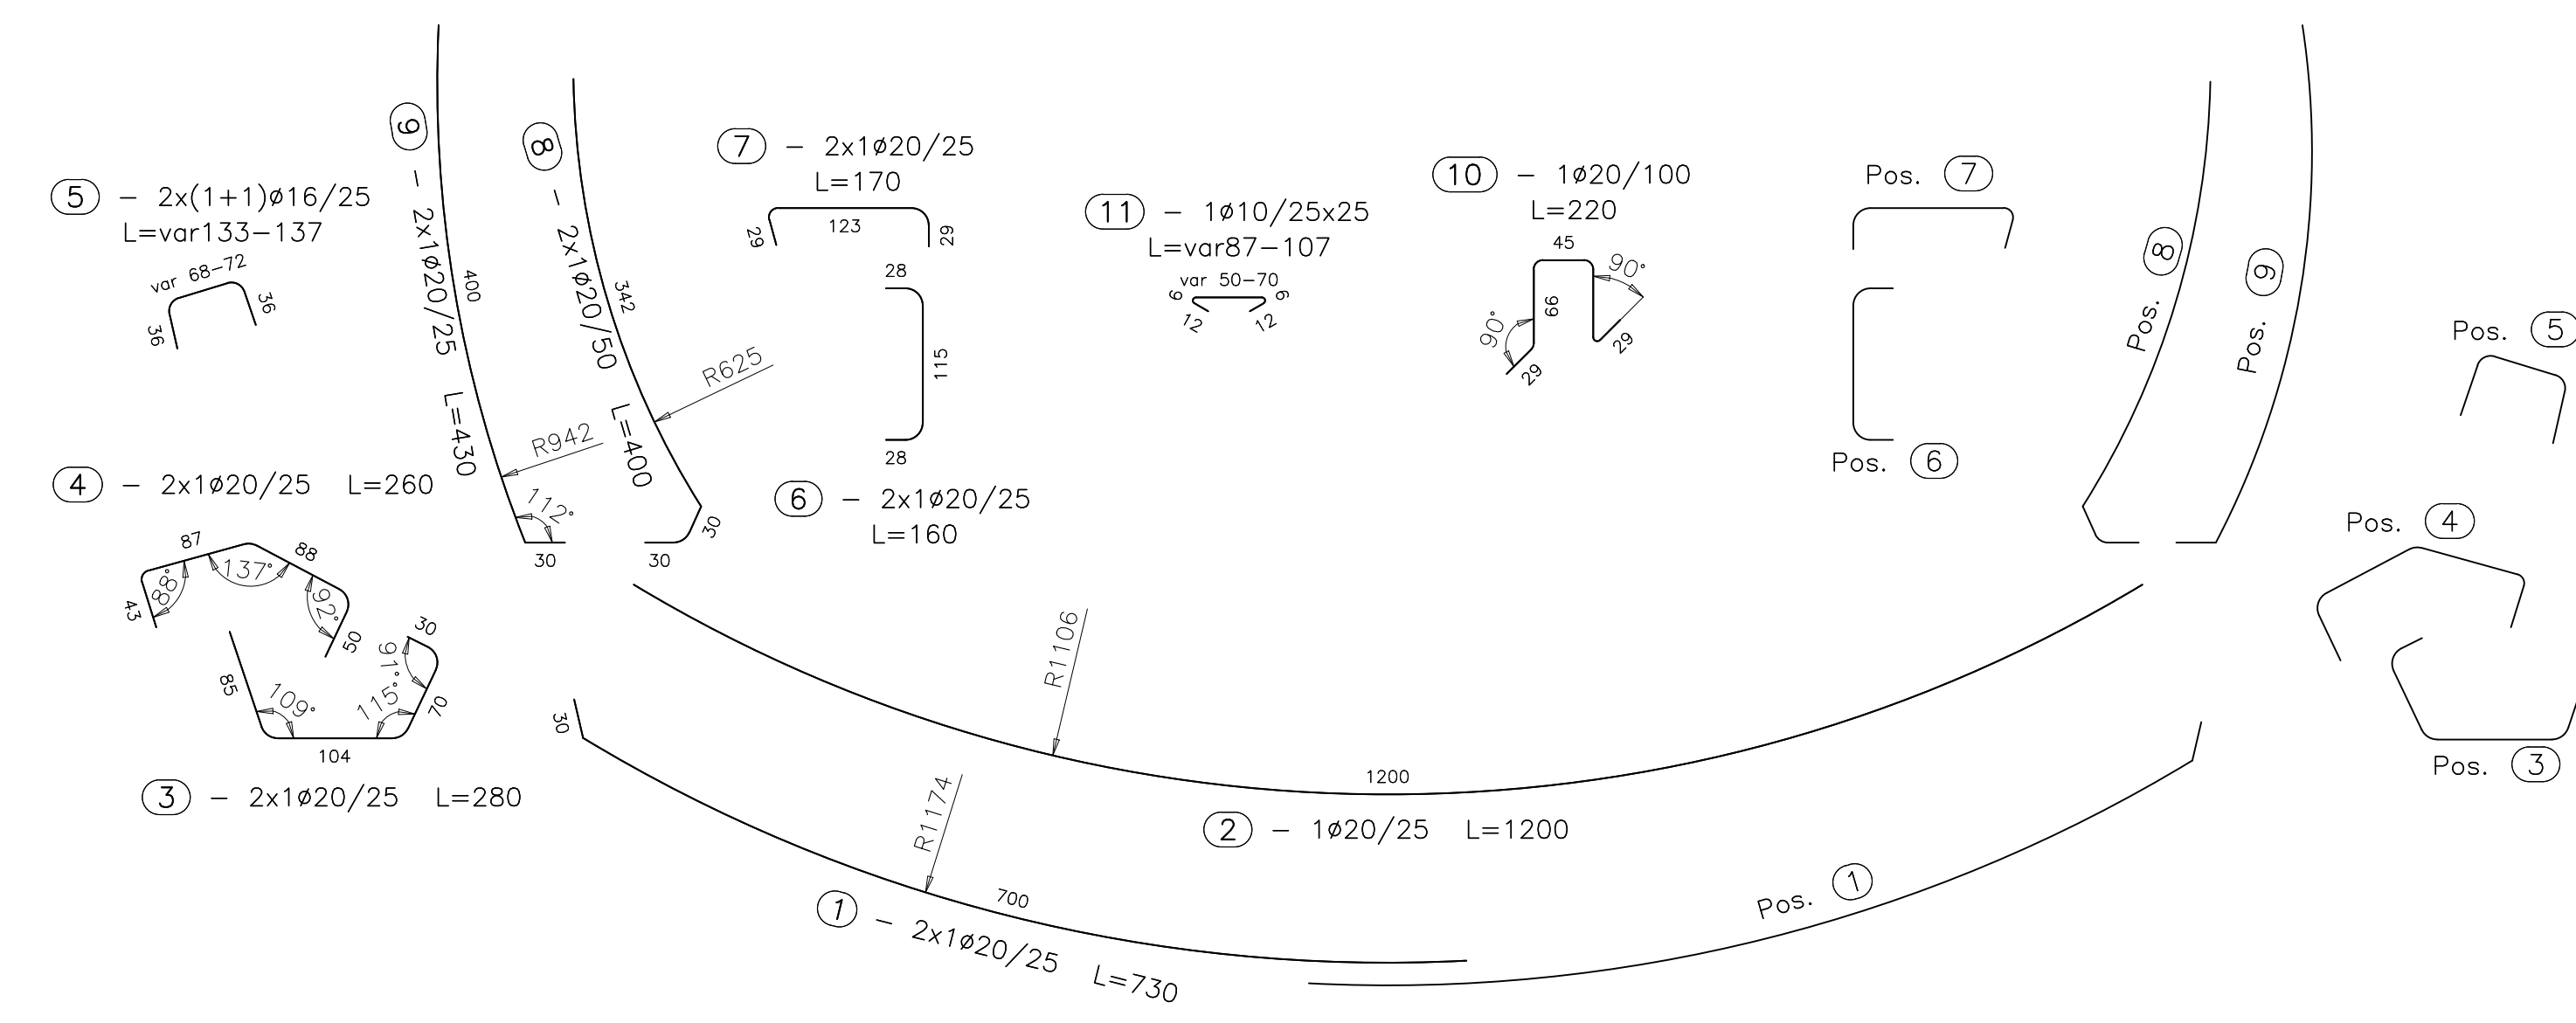 5 – 2x(1+1)ø16/25
L=var133–137
var 68–72
36
36
9 – 2x1ø20/25 L=430
400
R942
112°
30
8 – 2x1ø20/50 L=400
342
R625
30
30
7 – 2x1ø20/25
L=170
29
123
29
28
115
28
6 – 2x1ø20/25
L=160
11 – 1ø10/25x25
L=var87–107
var 50–70
6
6
12
12
10 – 1ø20/100
L=220
45
90°
66
90°
29
29
Pos. 7
Pos. 6
Pos. 8
Pos. 9
Pos. 5
Pos. 4
Pos. 3
4 – 2x1ø20/25 L=260
87
88
88°
137°
92°
43
50
30
91°
85
109°
115°
70
104
3 – 2x1ø20/25 L=280
R1106
1200
2 – 1ø20/25 L=1200
30
R1174
700
1 – 2x1ø20/25 L=730
Pos. 1